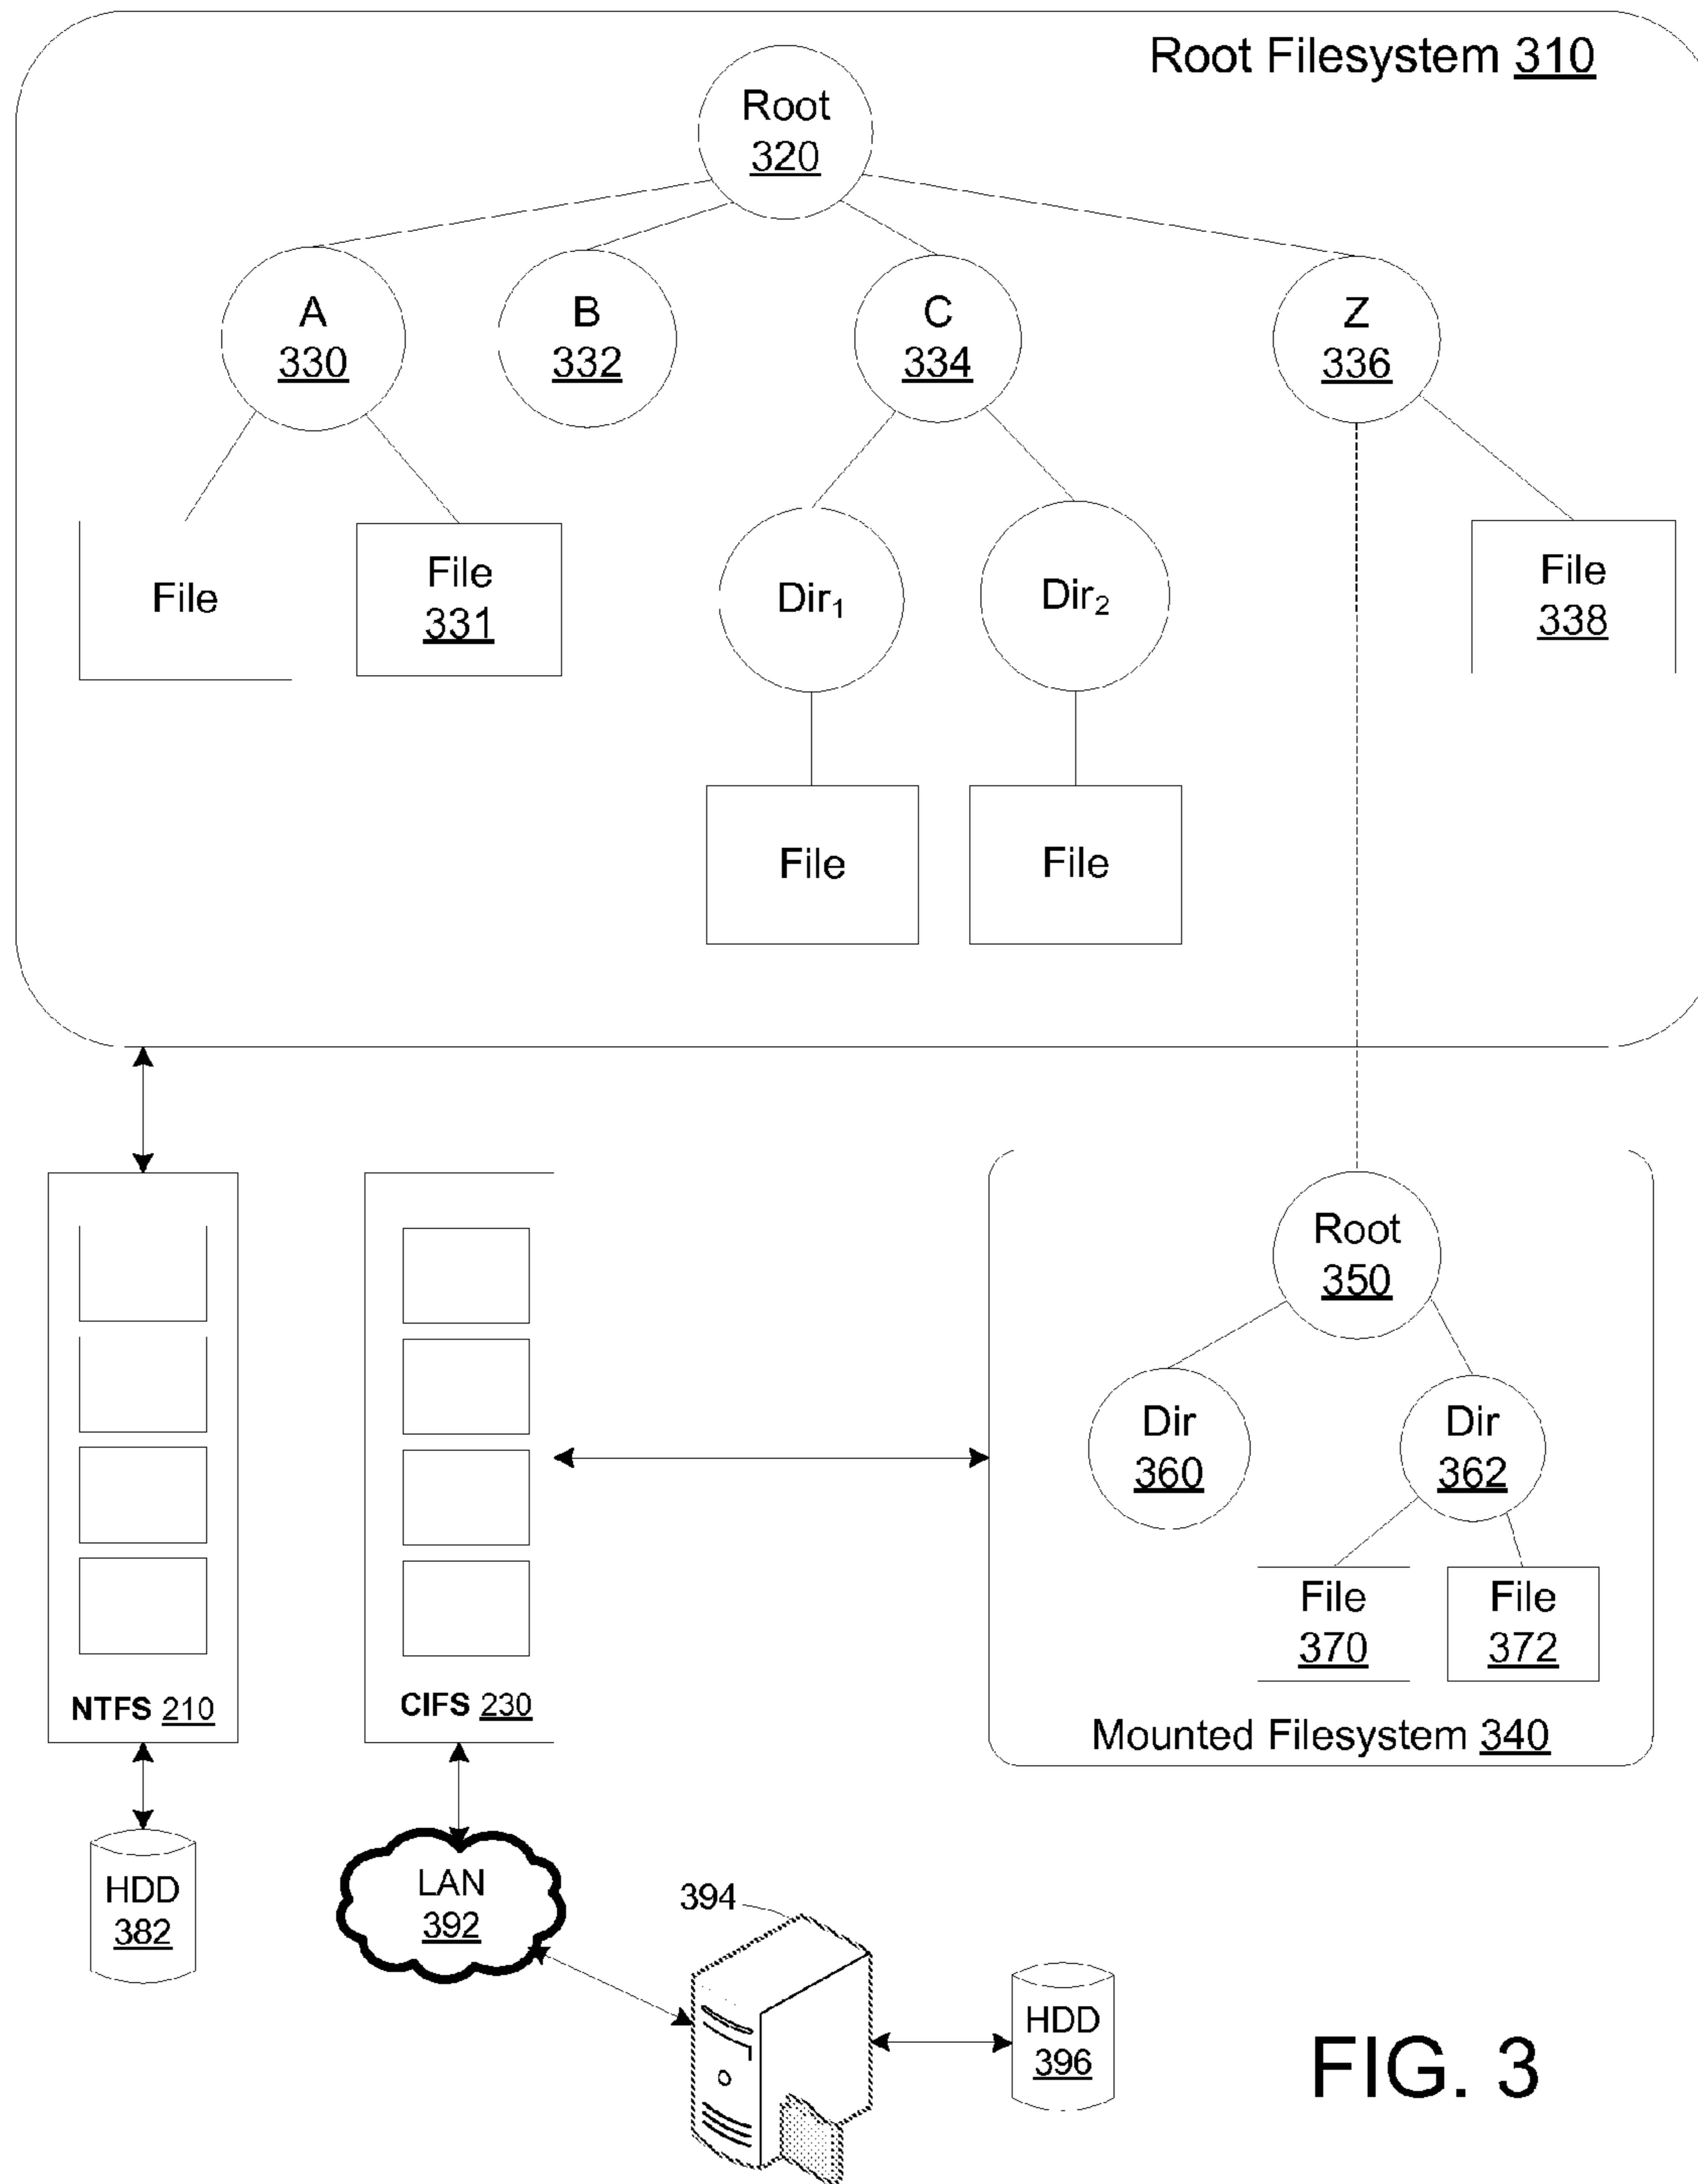 Root Filesystem 310
Root
320
A
330
B
332
C
334
Z
336
File
File
331
Dir₁
Dir₂
File
338
File
File
Root
350
Dir
360
Dir
362
File
370
File
372
Mounted Filesystem 340
NTFS 210
CIFS 230
HDD
382
LAN
392
394
HDD
396
FIG. 3